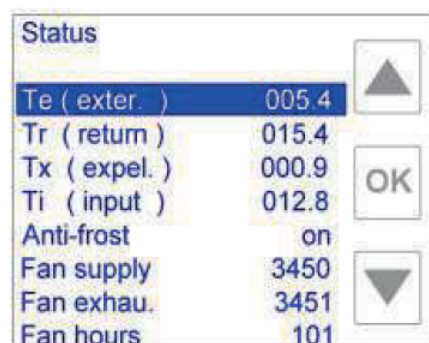 Status
Te ( exter. ) 005.4
Tr ( return ) 015.4
Tx ( expel. ) 000.9
Ti ( input ) 012.8
Anti-frost on
Fan supply 3450
Fan exhau. 3451
Fan hours 101
OK